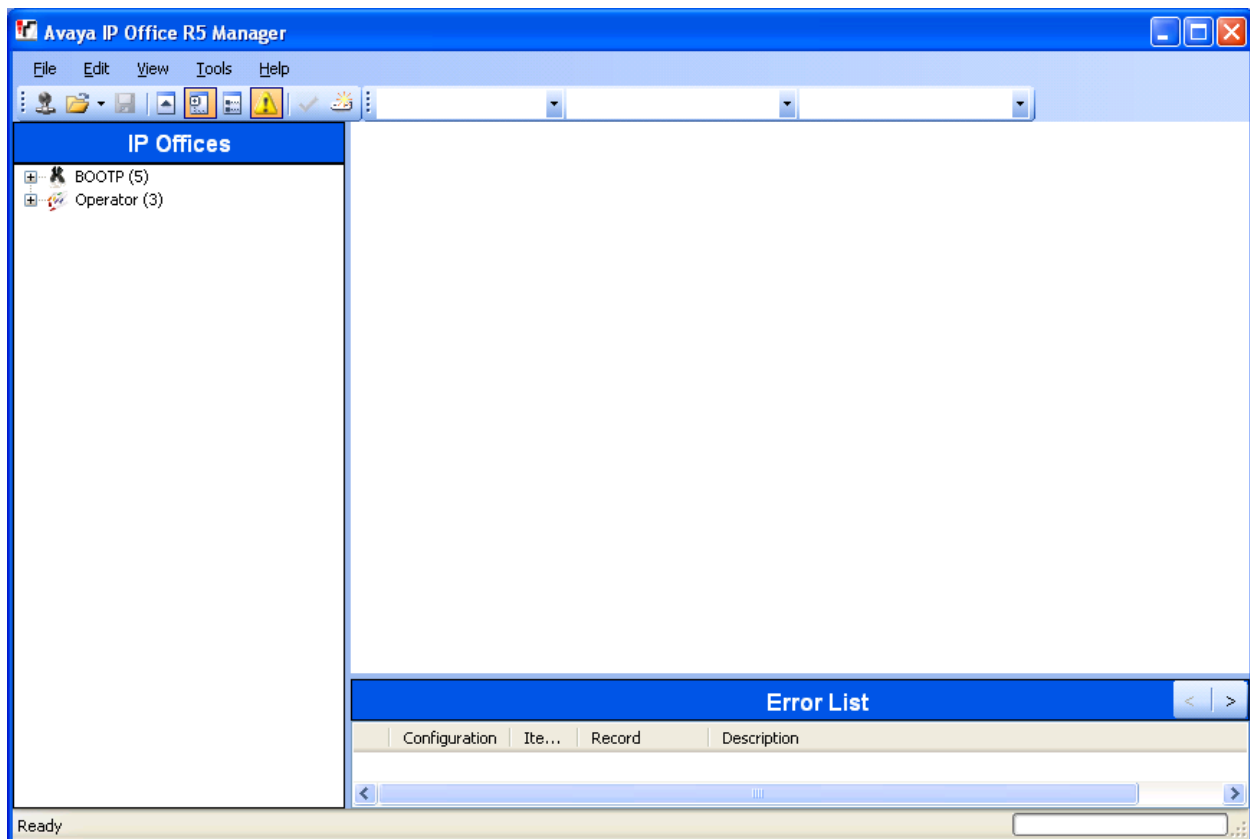 Avaya IP Office R5 Manager
File Edit View Tools Help
IP Offices
BOOTP (5)
Operator (3)
Error List
< >
Configuration Ite... Record Description
Ready